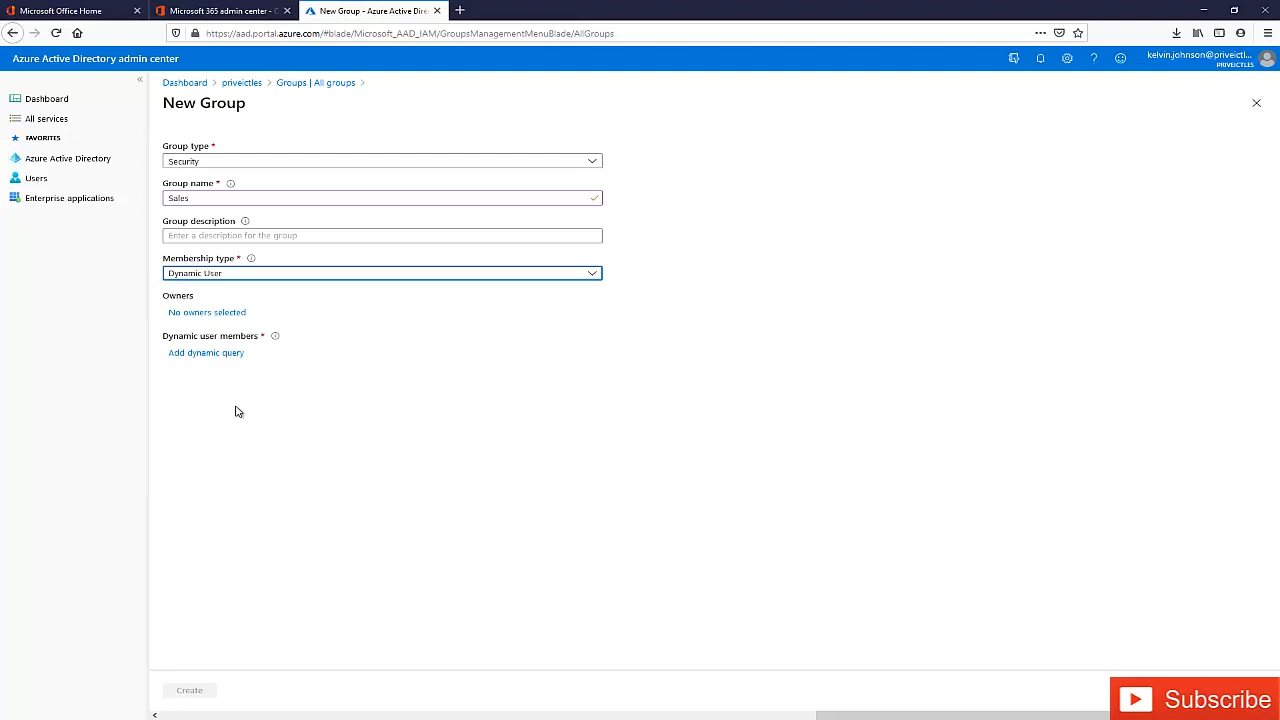 Microsoft Office Home
Microsoft 365 admin center - G
New Group - Azure Active Dire
https://aad.portal.azure.com/#blade/Microsoft_AAD_IAM/GroupsManagementMenuBlade/AllGroups
Azure Active Directory admin center
kelvin.johnson@priveictl...
PRIVEICTLES
Dashboard
All services
FAVORITES
Azure Active Directory
Users
Enterprise applications
Dashboard > priveictles > Groups | All groups >
New Group
Group type *
Security
Group name *
Sales
Group description
Enter a description for the group
Membership type *
Dynamic User
Owners
No owners selected
Dynamic user members *
Add dynamic query
Create
Subscribe